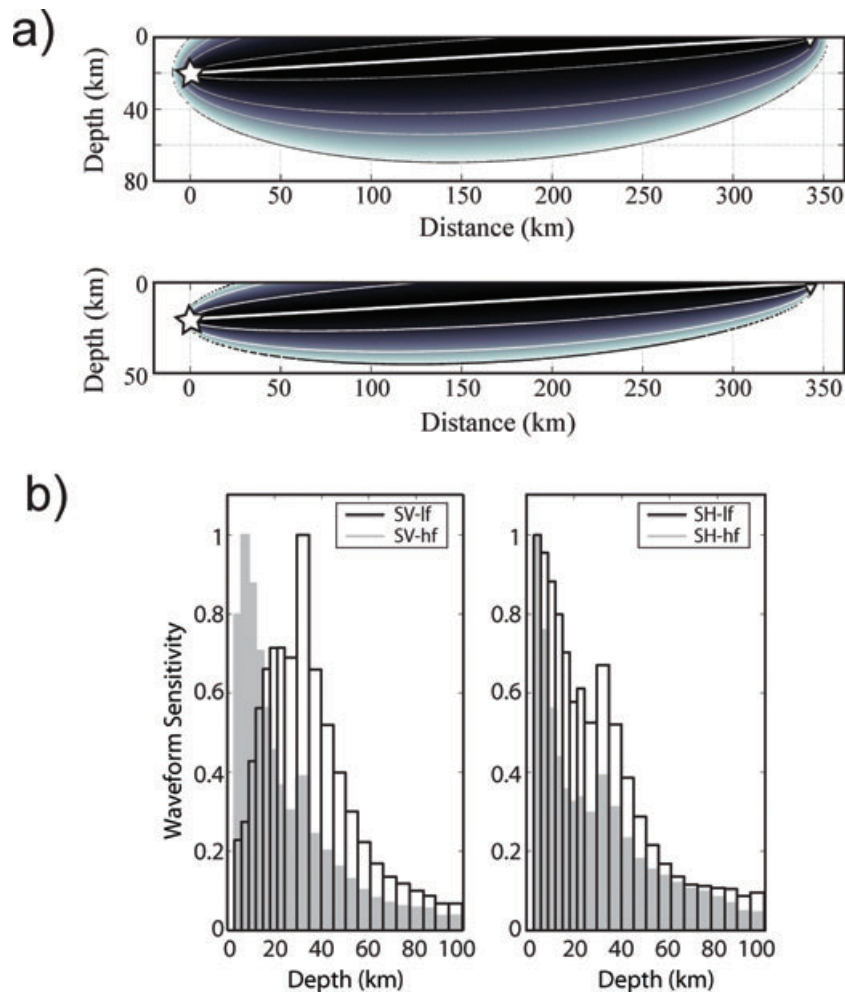 a)
Depth (km)
0
40
80
0 50 100 150 200 250 300 350
Distance (km)
Depth (km)
0
50
0 50 100 150 200 250 300 350
Distance (km)
b)
Waveform Sensitivity
1
0.8
0.6
0.4
0.2
0
SV-lf
SV-hf
0 20 40 60 80 100
Depth (km)
1
0.8
0.6
0.4
0.2
0
SH-lf
SH-hf
0 20 40 60 80 100
Depth (km)